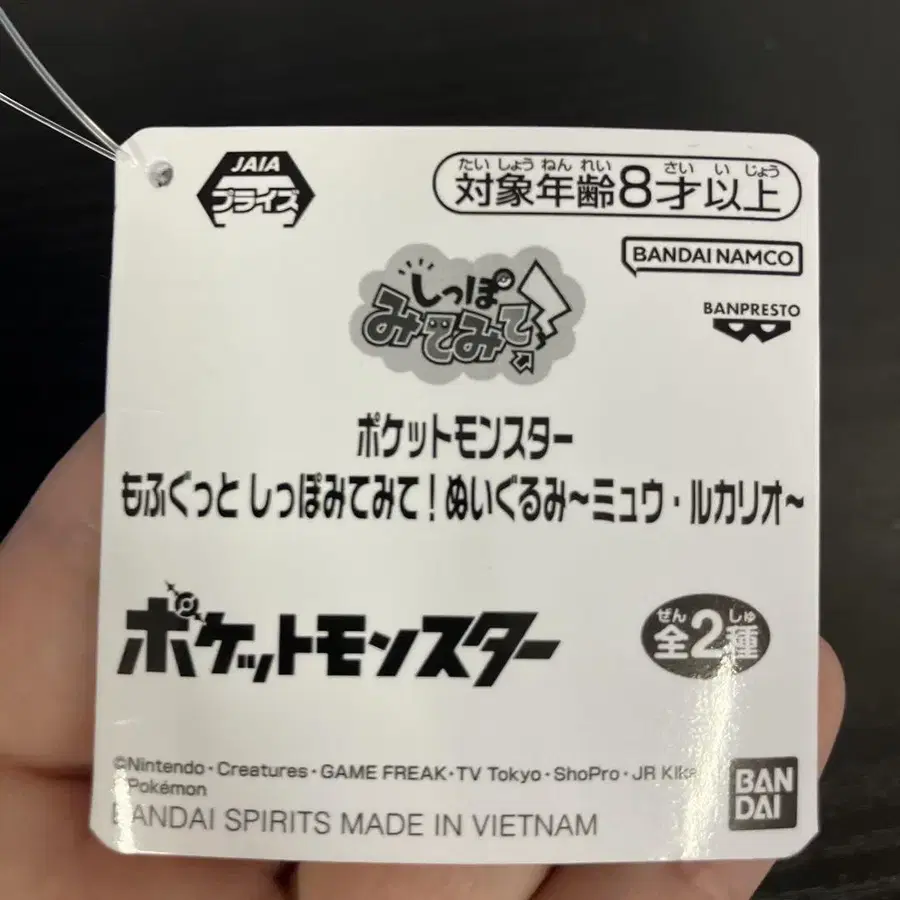 JAIA
プライズ
たいしょうねんれい さいいじょう
対象年齢8才以上
BANDAI NAMCO
しっぽ
みてみて
BANPRESTO
ポケットモンスター
もふぐっと しっぽみてみて！ぬいぐるみ～ミュウ・ルカリオ～
ポケットモンスター
ぜん しゅ
全2種
©Nintendo・Creatures・GAME FREAK・TV Tokyo・ShoPro・JR
Pokémon
BANDAI SPIRITS MADE IN VIETNAM
BAN
DAI